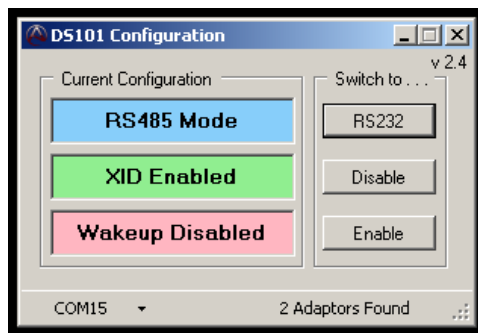 DS101 Configuration
v 2.4
Current Configuration
Switch to . . .
RS485 Mode
RS232
XID Enabled
Disable
Wakeup Disabled
Enable
COM15
2 Adaptors Found